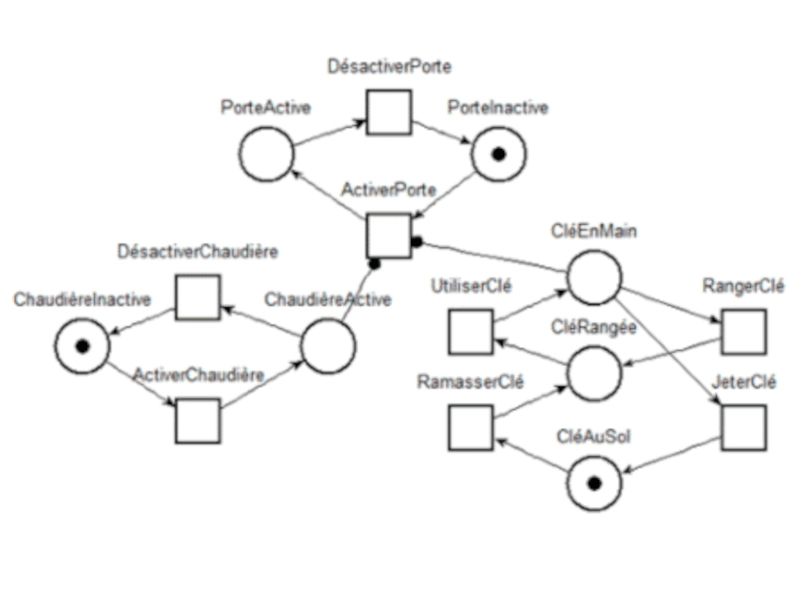 DésactiverPorte
PorteActive
PorteInactive
ActiverPorte
CléEnMain
DésactiverChaudière
UtiliserClé
RangerClé
ChaudièreInactive
ChaudièreActive
CléRangée
ActiverChaudière
RamasserClé
JeterClé
CléAuSol